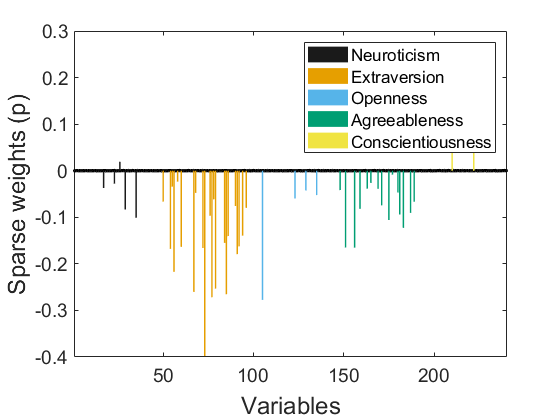 0.3
0.2
0.1
0
-0.1
-0.2
-0.3
-0.4
Sparse weights (p)
Neuroticism
Extraversion
Openness
Agreeableness
Conscientiousness
50
100
150
200
Variables